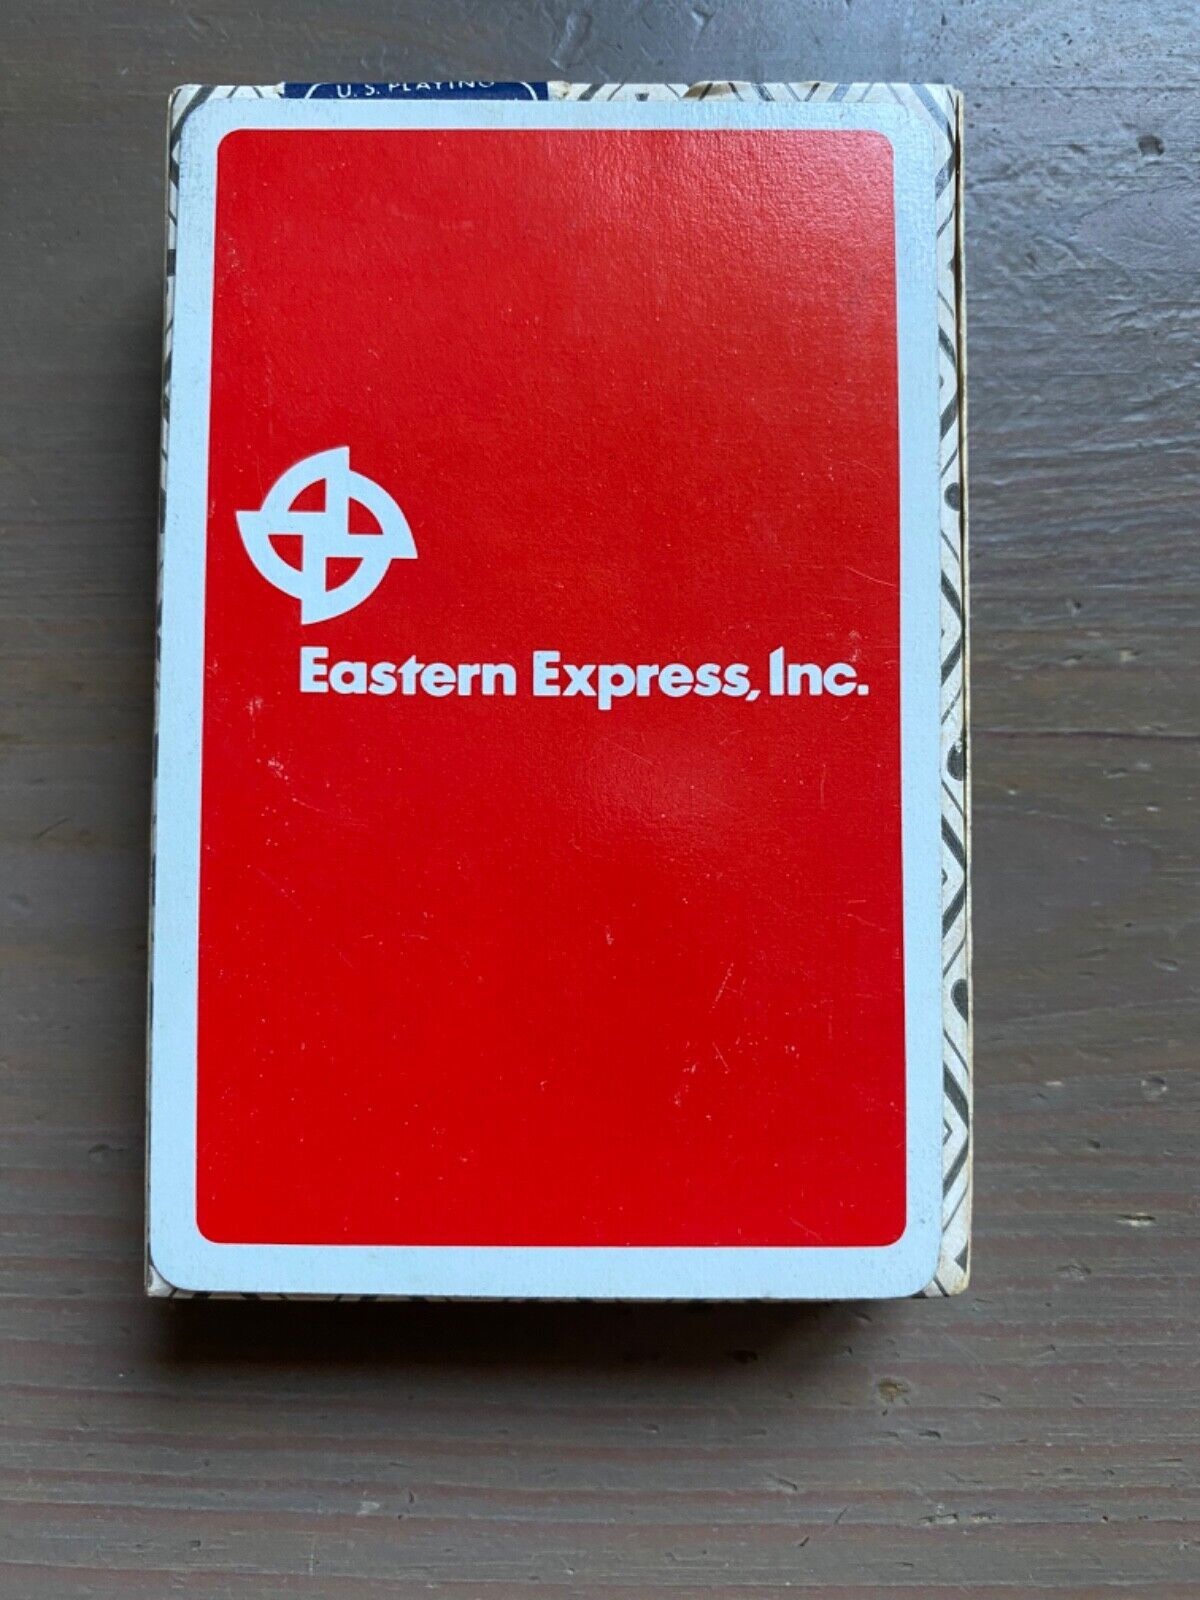 U. S. PLAYING
Eastern Express, Inc.